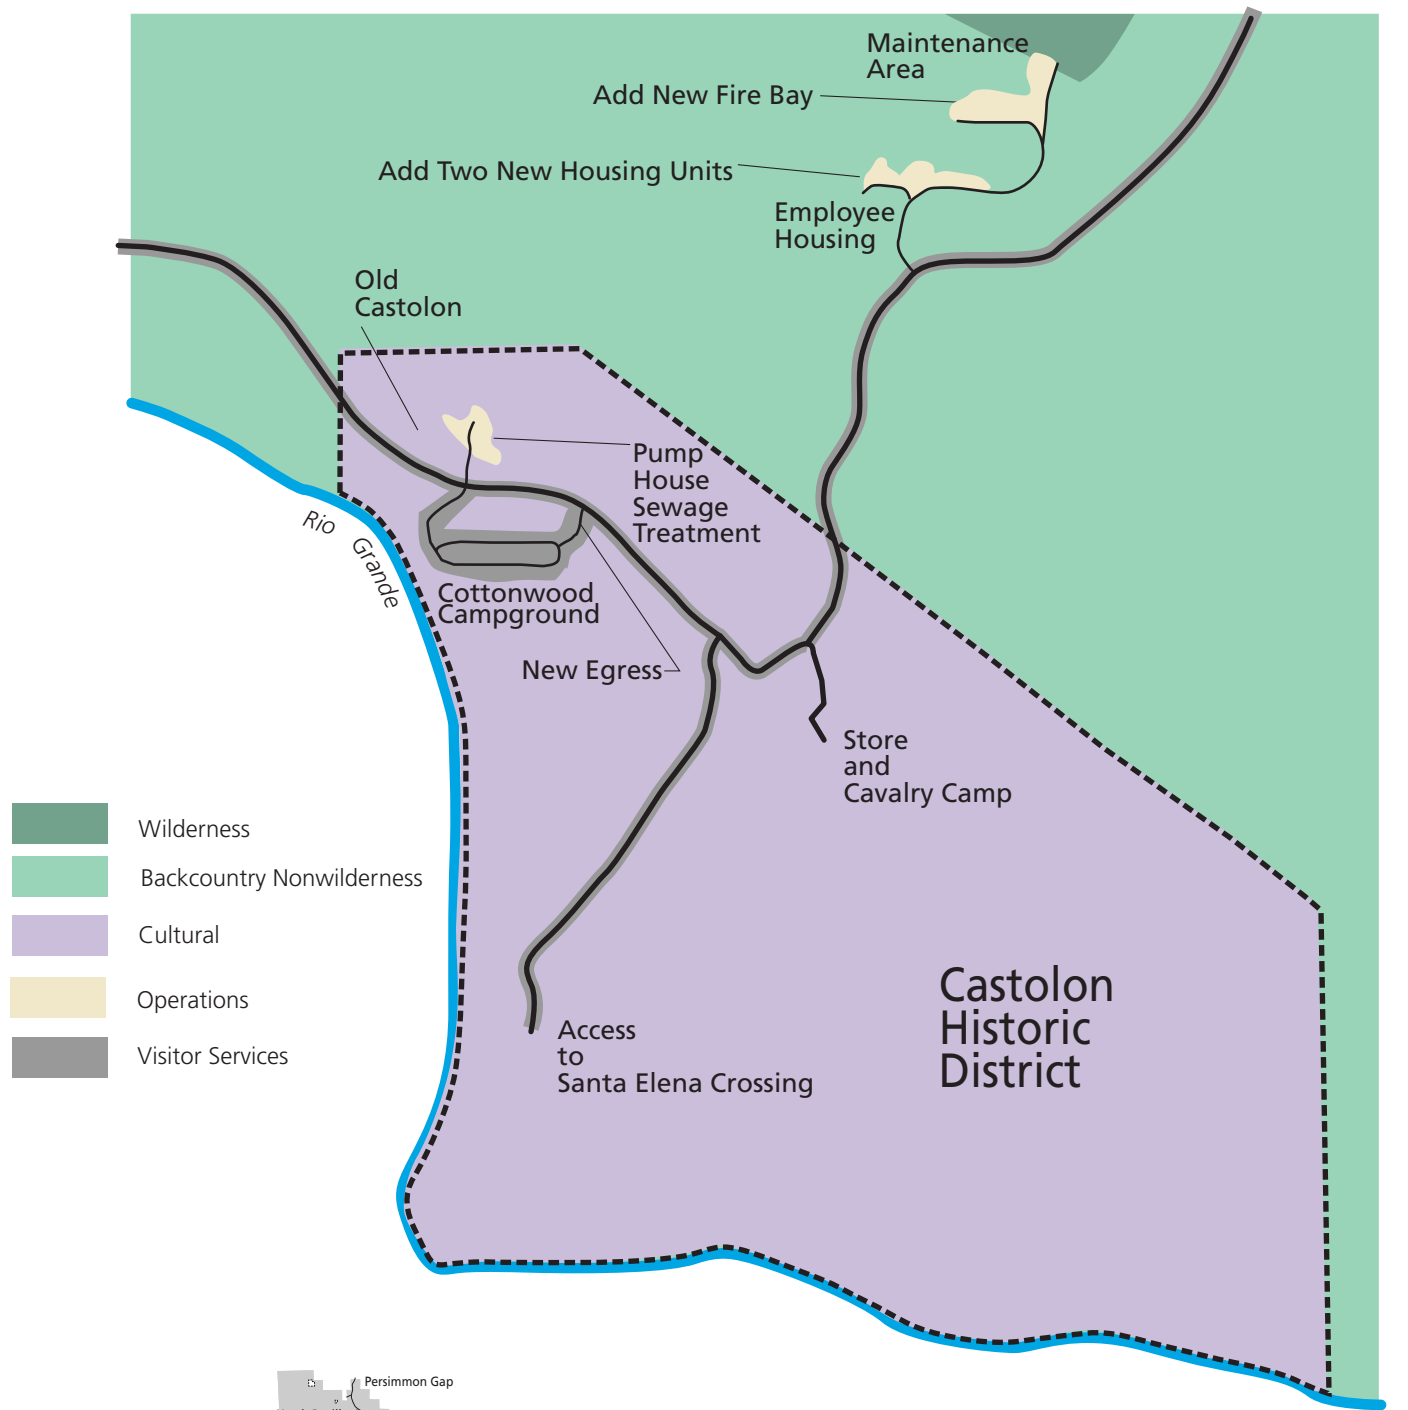 Maintenance
Area
Add New Fire Bay
Add Two New Housing Units
Employee
Housing
Old
Castolon
Pump
House
Sewage
Treatment
Rio
Grande
Cottonwood
Campground
New Egress
Store
and
Cavalry Camp
Wilderness
Backcountry Nonwilderness
Cultural
Operations
Visitor Services
Castolon
Historic
District
Access
to
Santa Elena Crossing
Persimmon Gap